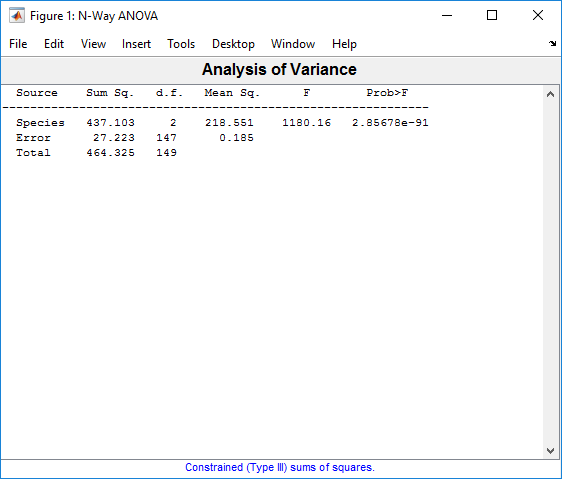 Figure 1: N-Way ANOVA
File Edit View Insert Tools Desktop Window Help
Analysis of Variance
Source Sum Sq. d.f. Mean Sq. F Prob>F
Species 437.103 2 218.551 1180.16 2.85678e-91
Error 27.223 147 0.185
Total 464.325 149
Constrained (Type III) sums of squares.